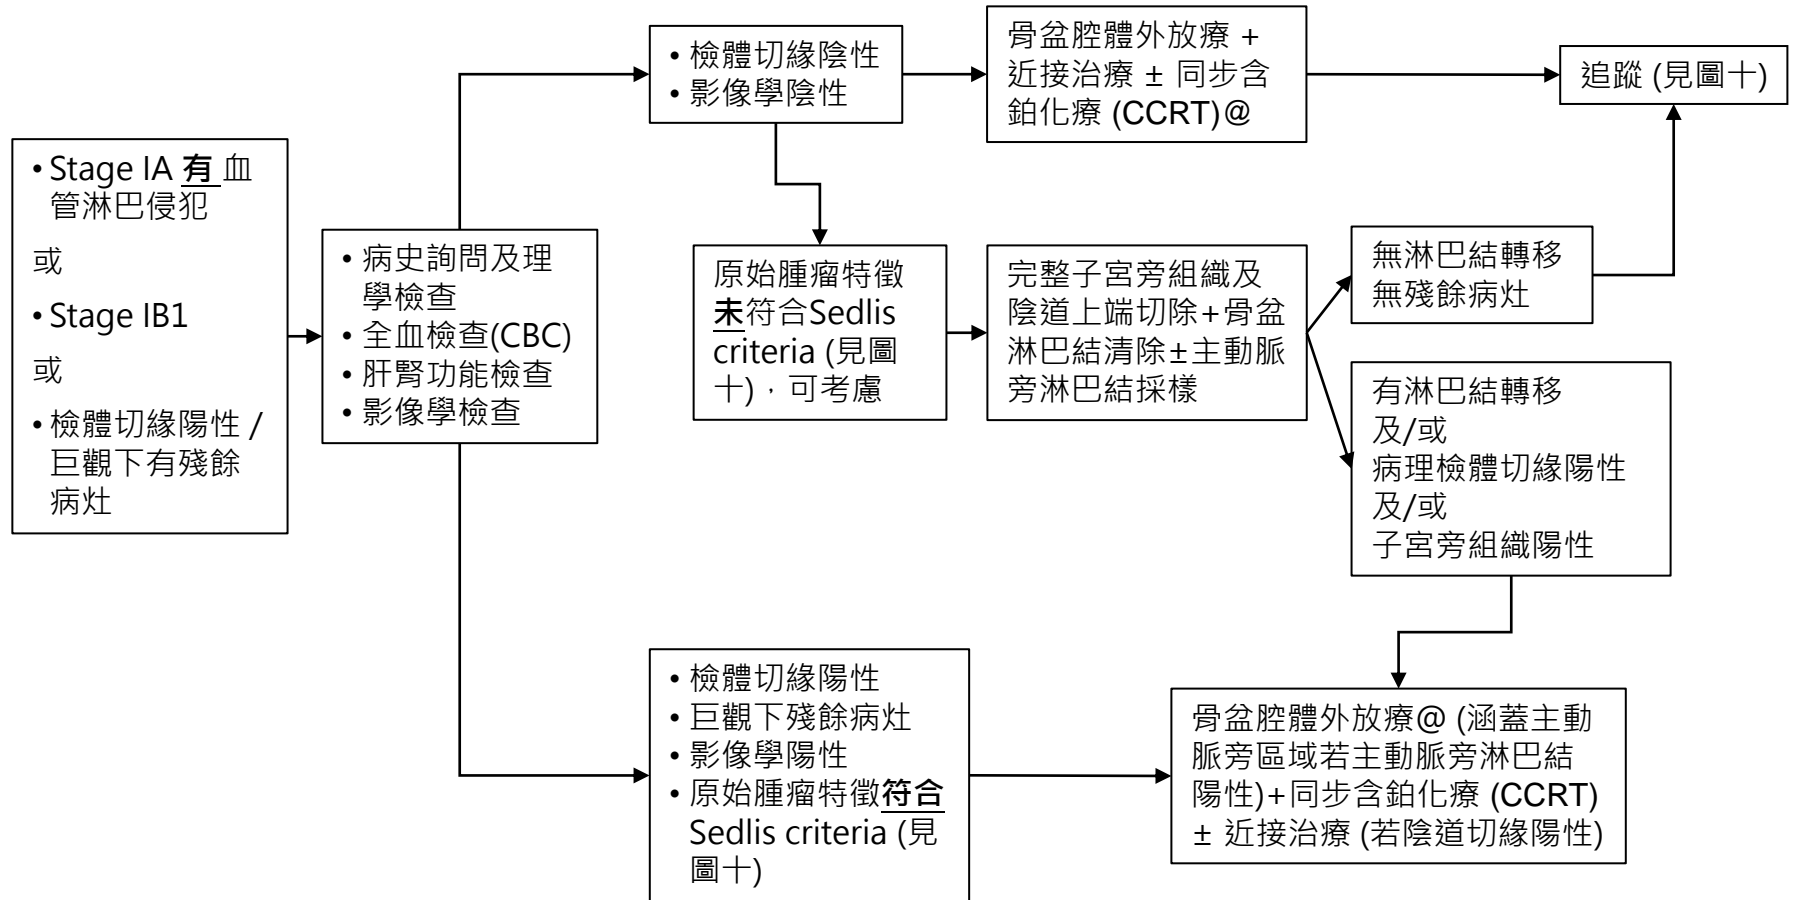 • Stage IA 有 血
管淋巴侵犯
或
• Stage IB1
或
• 檢體切緣陽性 /
巨觀下有殘餘
病灶
• 病史詢問及理
學檢查
• 全血檢查(CBC)
• 肝腎功能檢查
• 影像學檢查
• 檢體切緣陰性
• 影像學陰性
骨盆腔體外放療 +
近接治療 ± 同步含
鉑化療 (CCRT)@
追蹤 (見圖十)
原始腫瘤特徵
未符合Sedlis
criteria (見圖
十)，可考慮
完整子宮旁組織及
陰道上端切除+骨盆
淋巴結清除±主動脈
旁淋巴結採樣
無淋巴結轉移
無殘餘病灶
有淋巴結轉移
及/或
病理檢體切緣陽性
及/或
子宮旁組織陽性
• 檢體切緣陽性
• 巨觀下殘餘病灶
• 影像學陽性
• 原始腫瘤特徵符合
Sedlis criteria (見
圖十)
骨盆腔體外放療@ (涵蓋主動
脈旁區域若主動脈旁淋巴結
陽性)+同步含鉑化療 (CCRT)
± 近接治療 (若陰道切緣陽性)